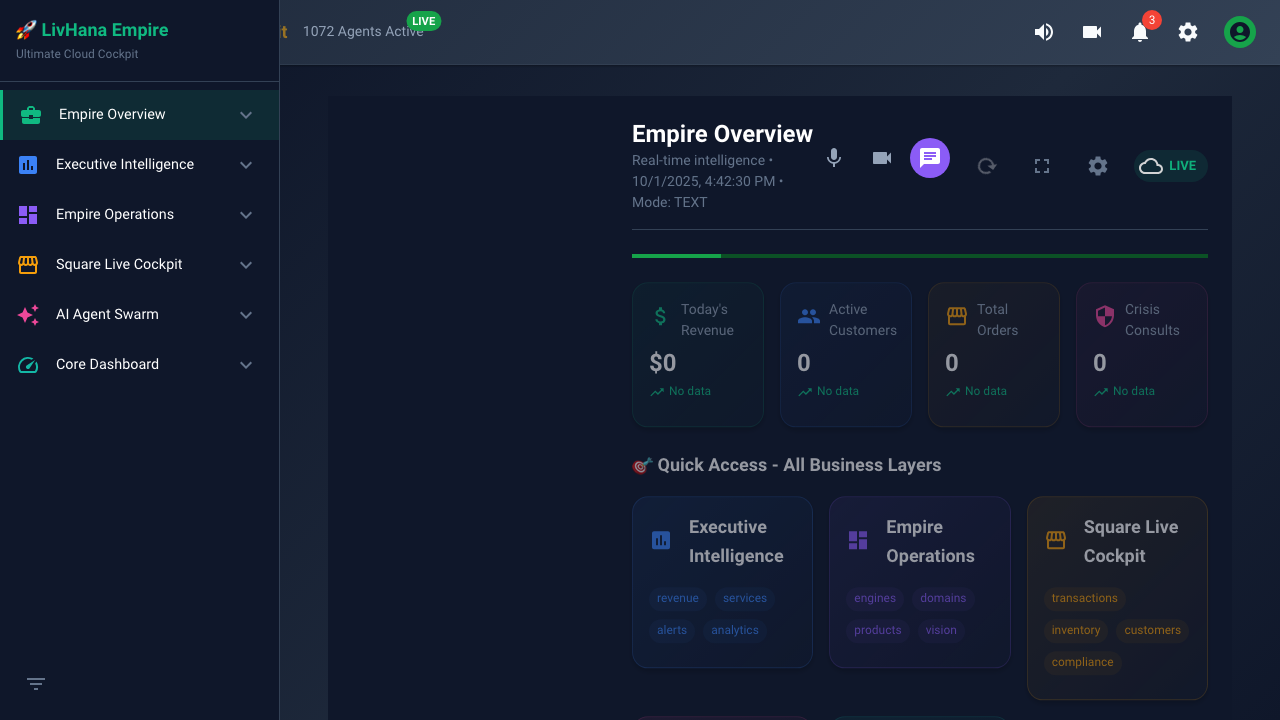 🚀 LivHana Empire
Ultimate Cloud Cockpit
1072 Agents Active
LIVE
3
Empire Overview
Executive Intelligence
Empire Operations
Square Live Cockpit
AI Agent Swarm
Core Dashboard
Empire Overview
Real-time intelligence •
10/1/2025, 4:42:30 PM •
Mode: TEXT
LIVE
Today's
Revenue
$0
No data
Active
Customers
0
No data
Total
Orders
0
No data
Crisis
Consults
0
No data
🎯 Quick Access - All Business Layers
Executive
Intelligence
revenue services
alerts analytics
Empire
Operations
engines domains
products vision
Square Live
Cockpit
transactions
inventory customers
compliance